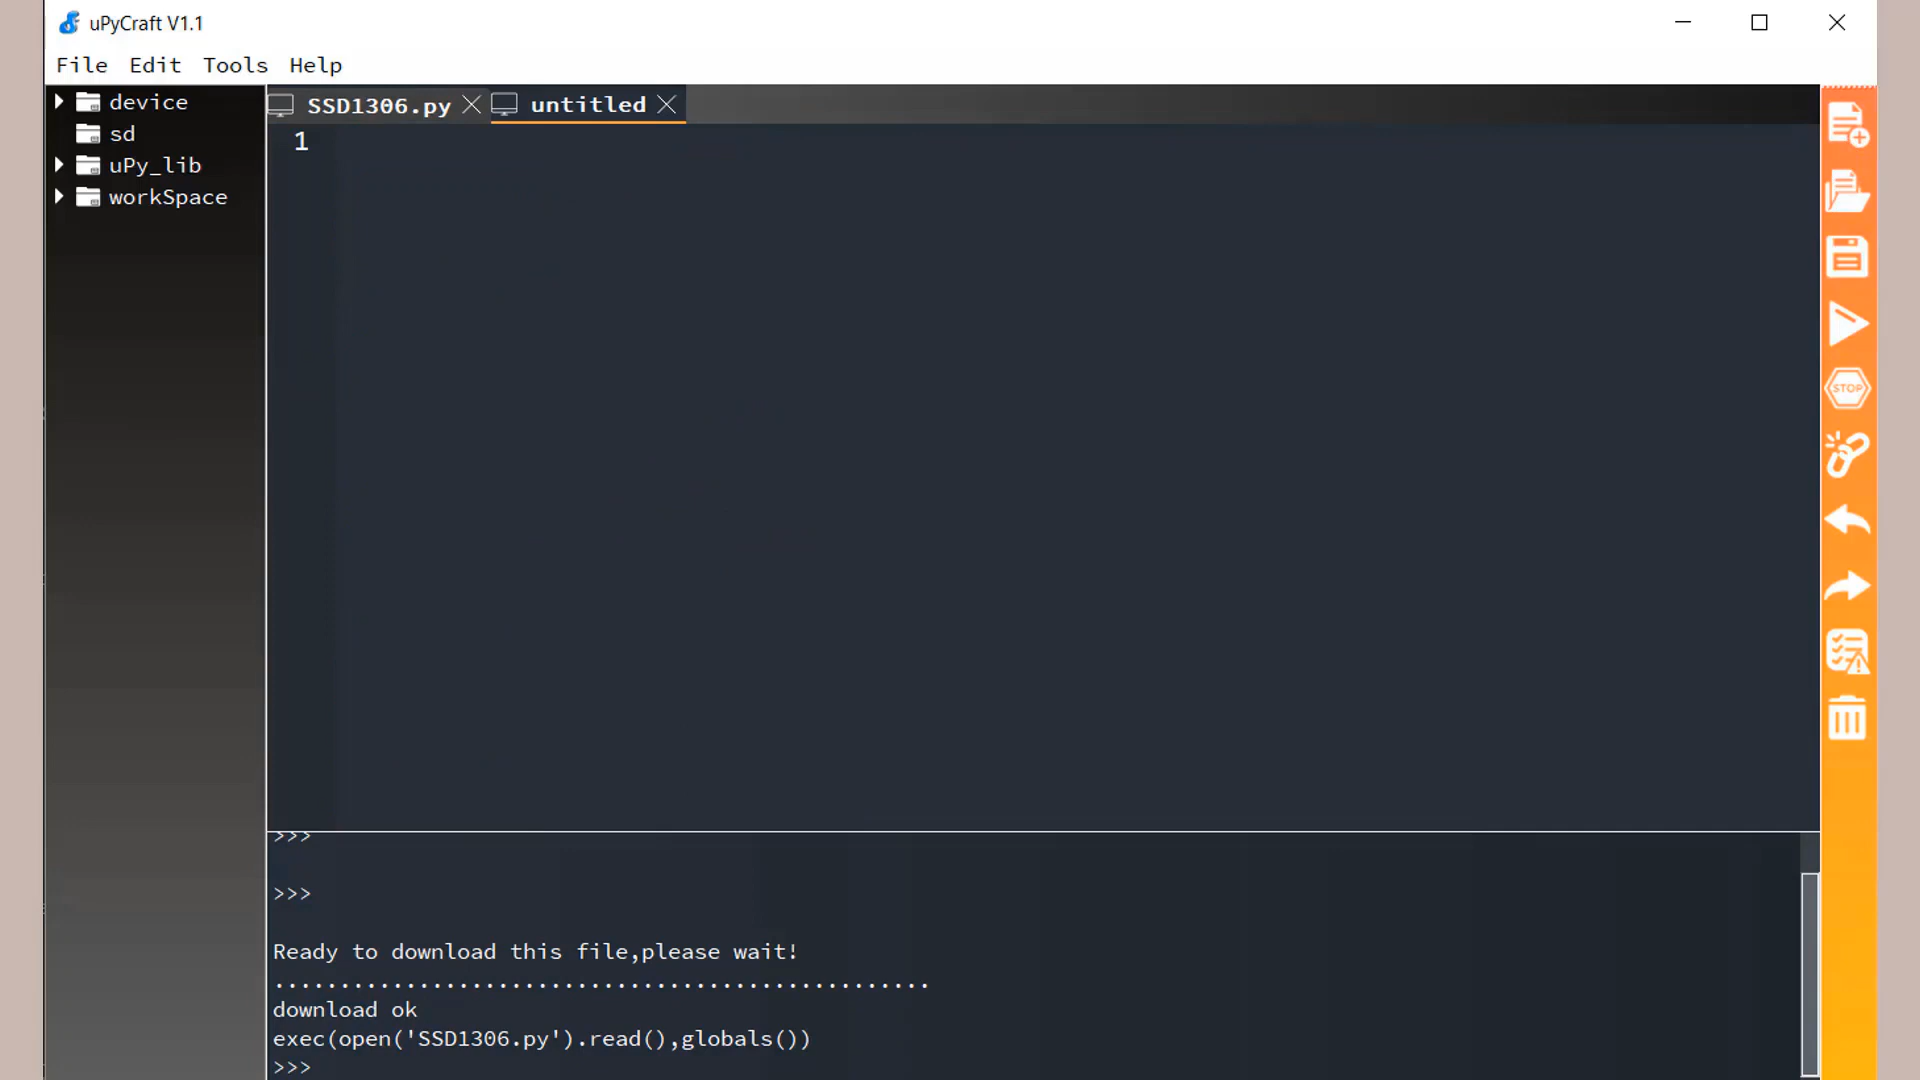 uPyCraft V1.1
File Edit Tools Help
device
sd
uPy_lib
workSpace
SSD1306.py
untitled
1
STOP
>>>
>>>
Ready to download this file,please wait!
..................................................
download ok
exec(open('SSD1306.py').read(),globals())
>>>